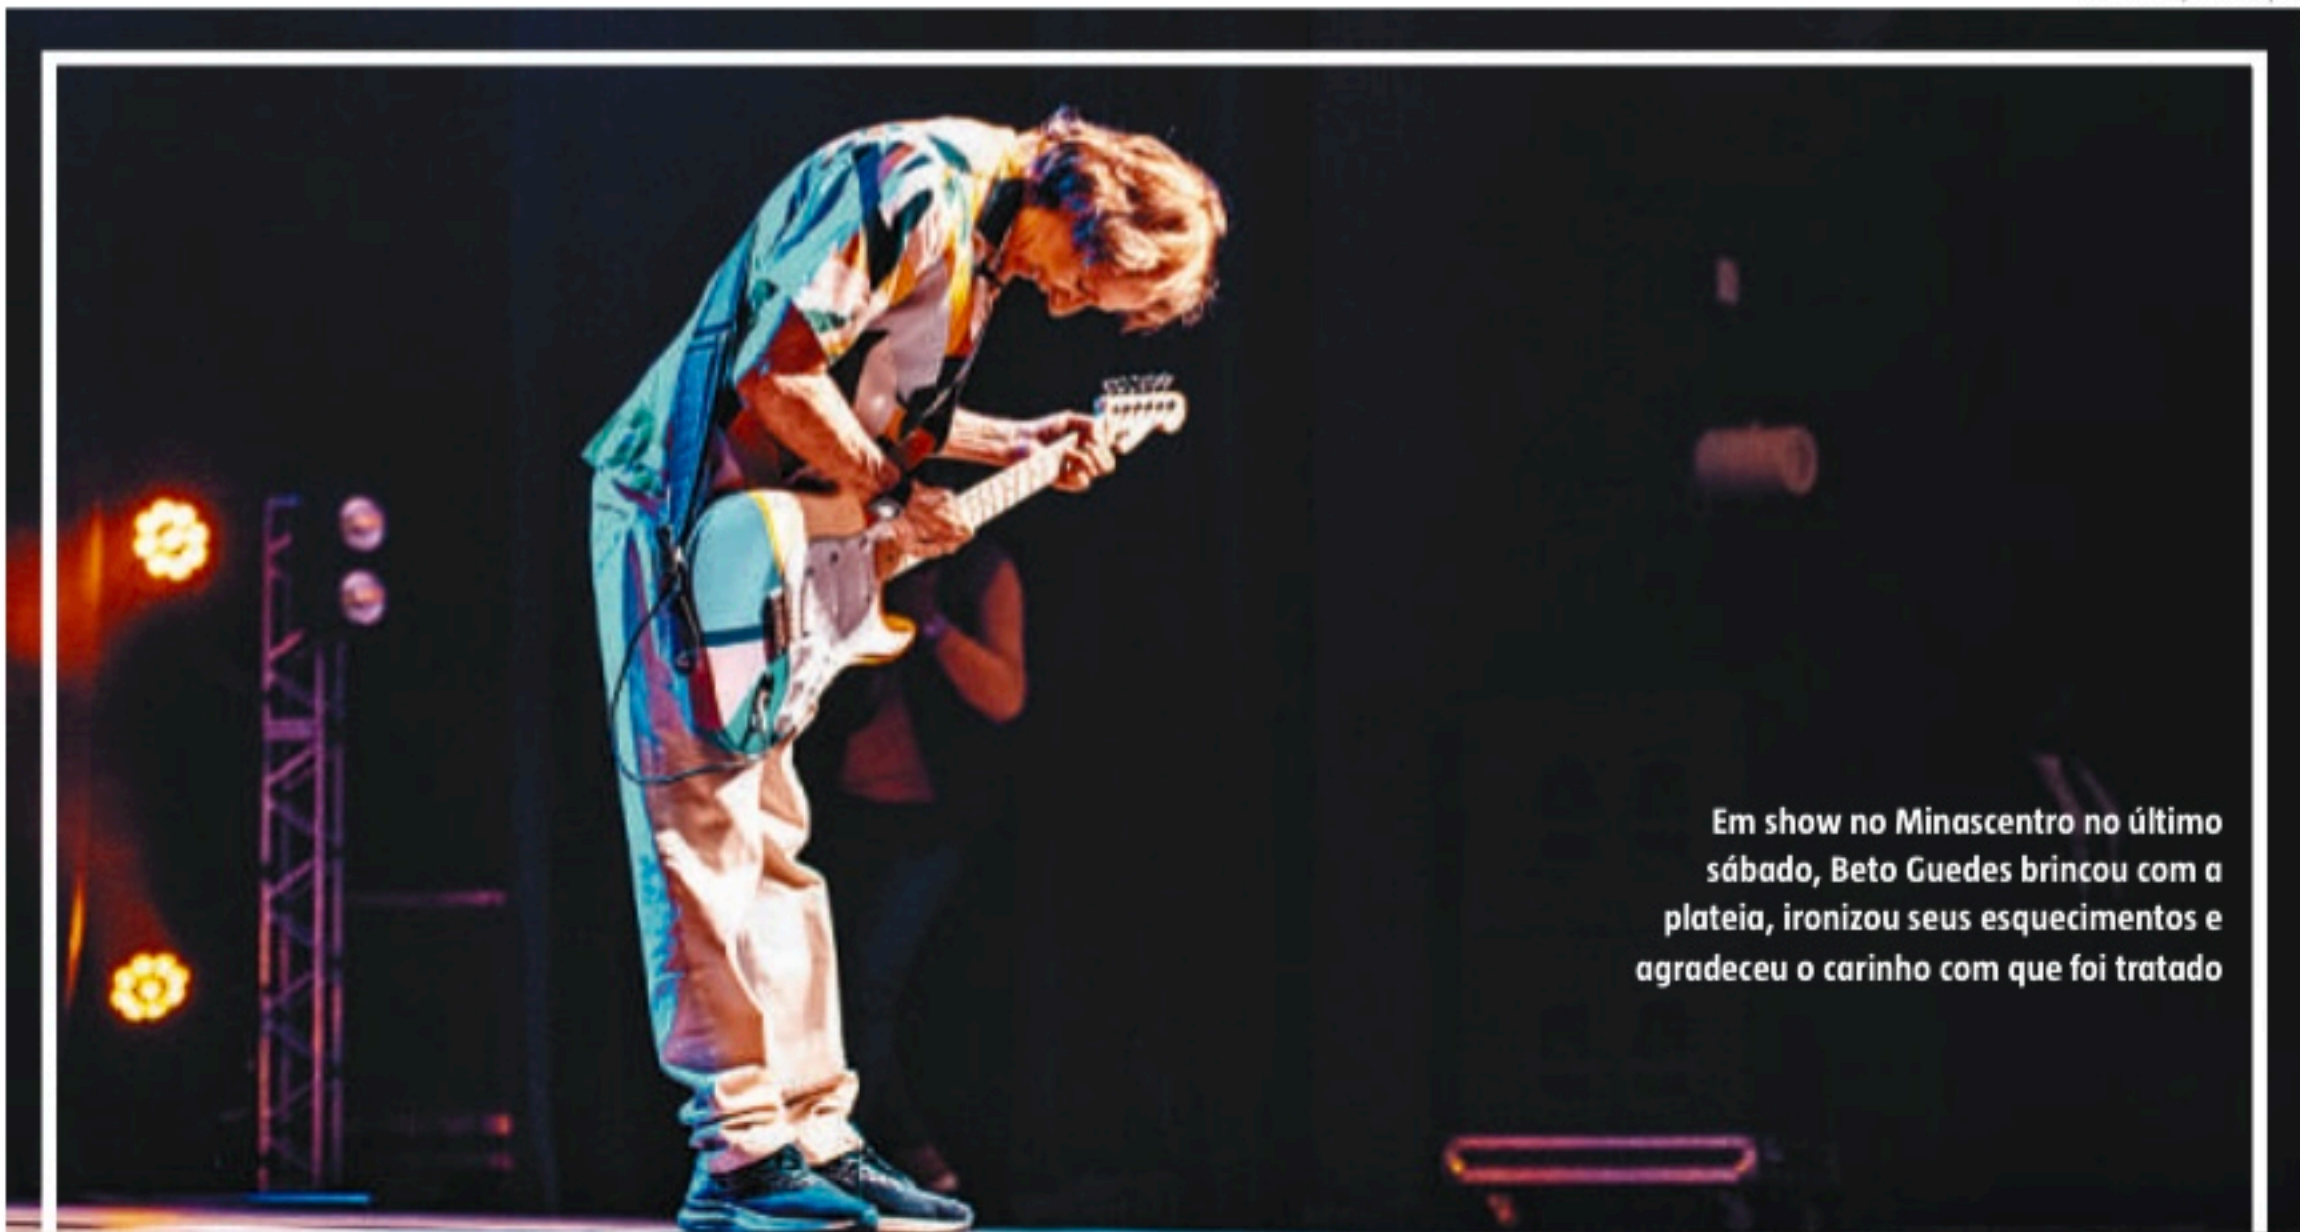 Em show no Minascentro no último
sábado, Beto Guedes brincou com a
plateia, ironizou seus esquecimentos e
agradeceu o carinho com que foi tratado